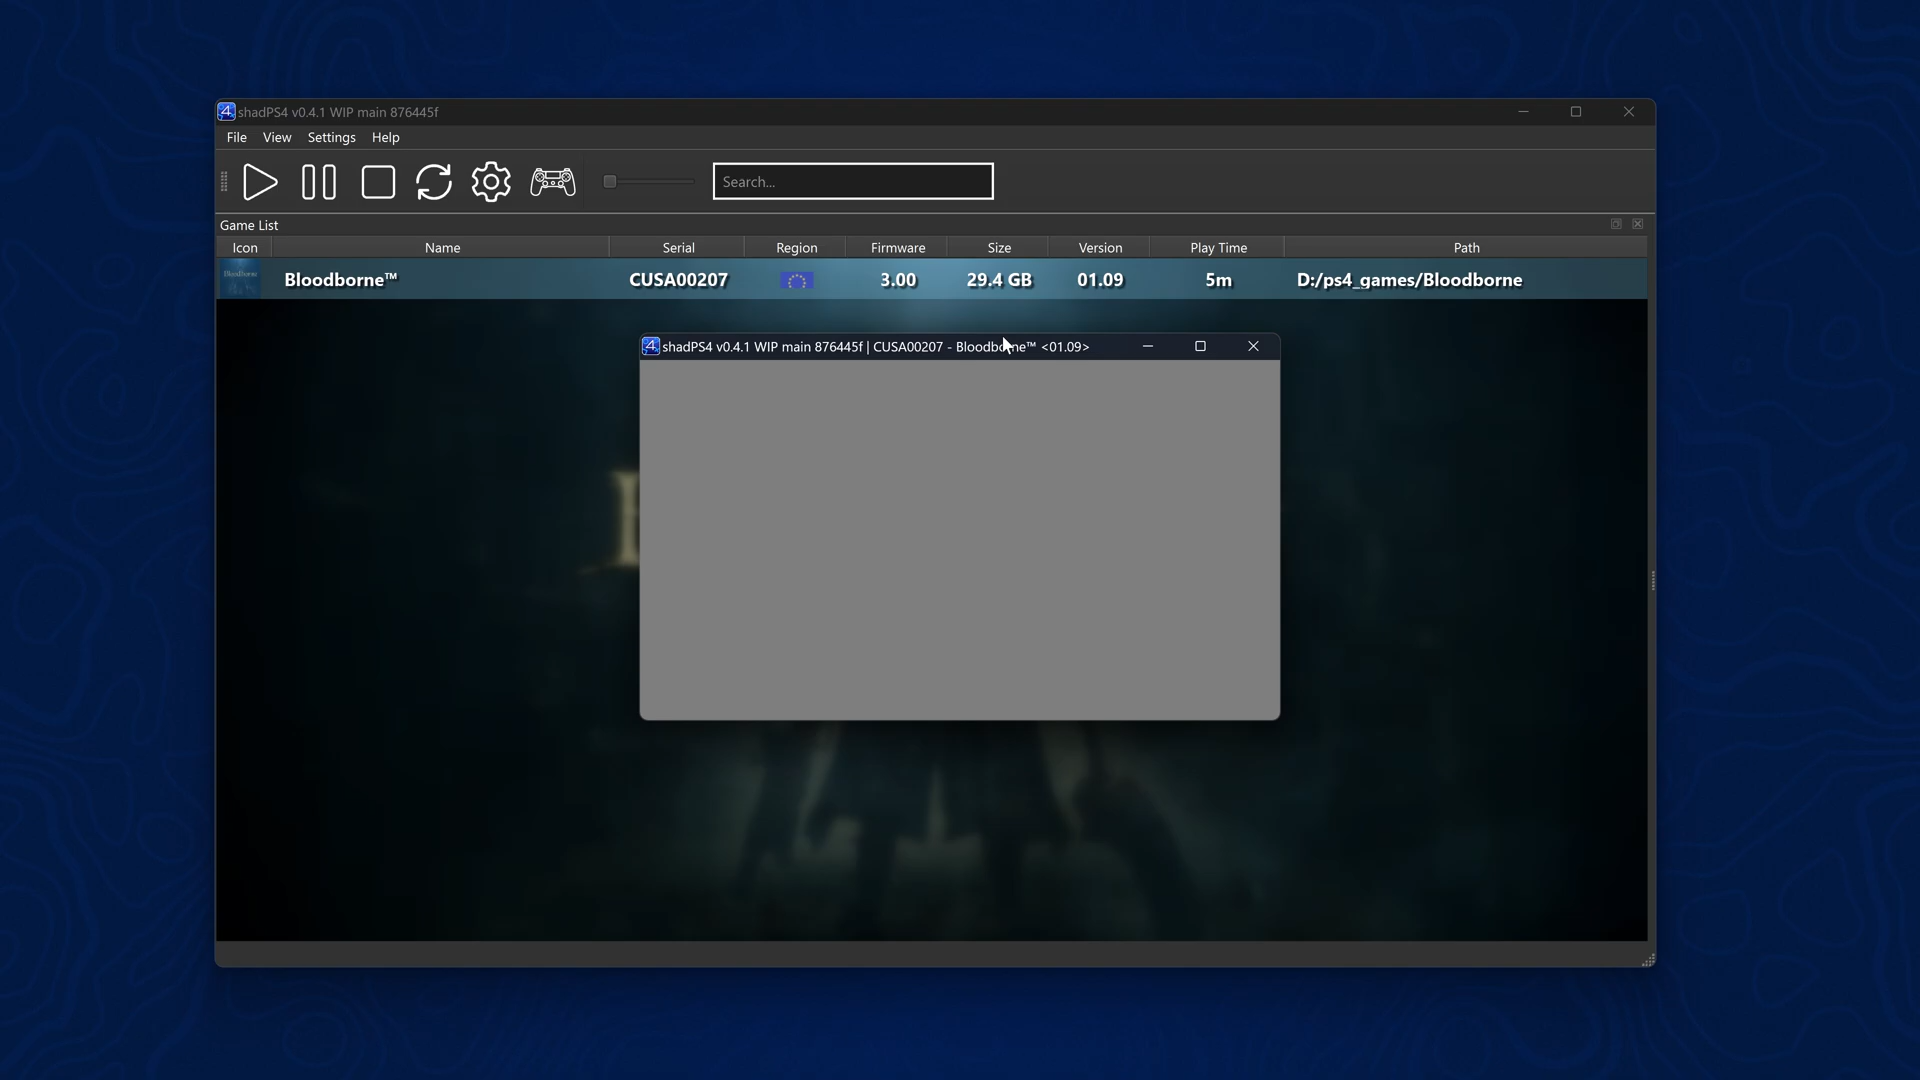 shadPS4 v0.4.1 WIP main 876445f
File View Settings Help
Search...
Game List
Icon Name Serial Region Firmware Size Version Play Time Path
Bloodborne
Bloodborne™ CUSA00207 3.00 29.4 GB 01.09 5m D:/ps4_games/Bloodborne
shadPS4 v0.4.1 WIP main 876445f | CUSA00207 - Bloodborne™ <01.09>